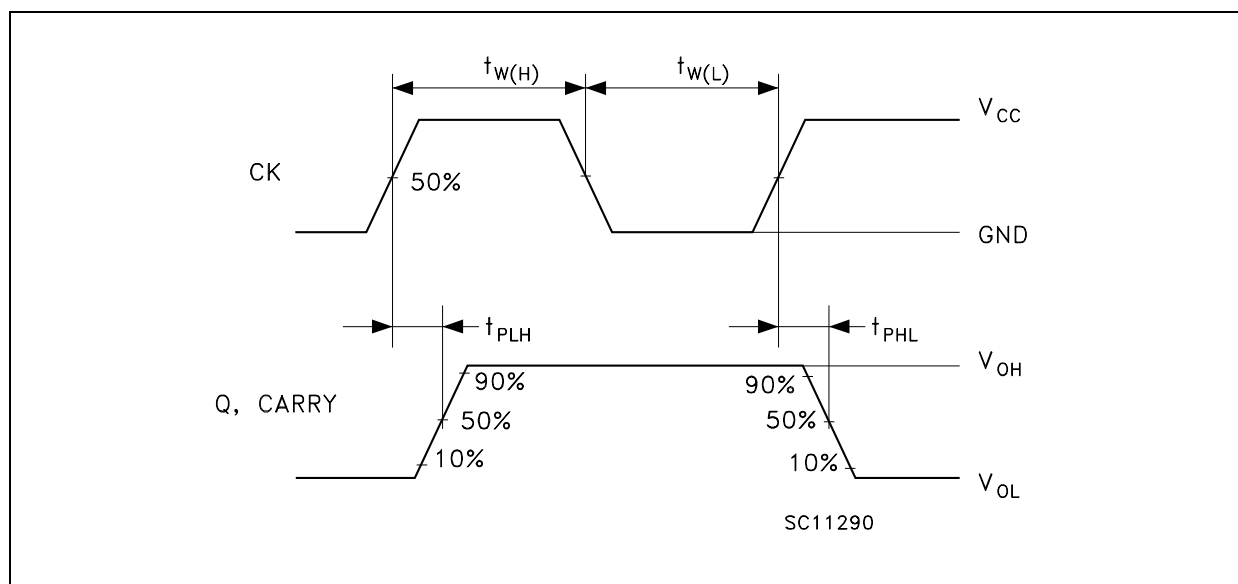 tW(H)
tW(L)
VCC
CK
50%
GND
tPLH
tPHL
VOH
90%
90%
Q, CARRY
50%
50%
10%
10%
VOL
SC11290